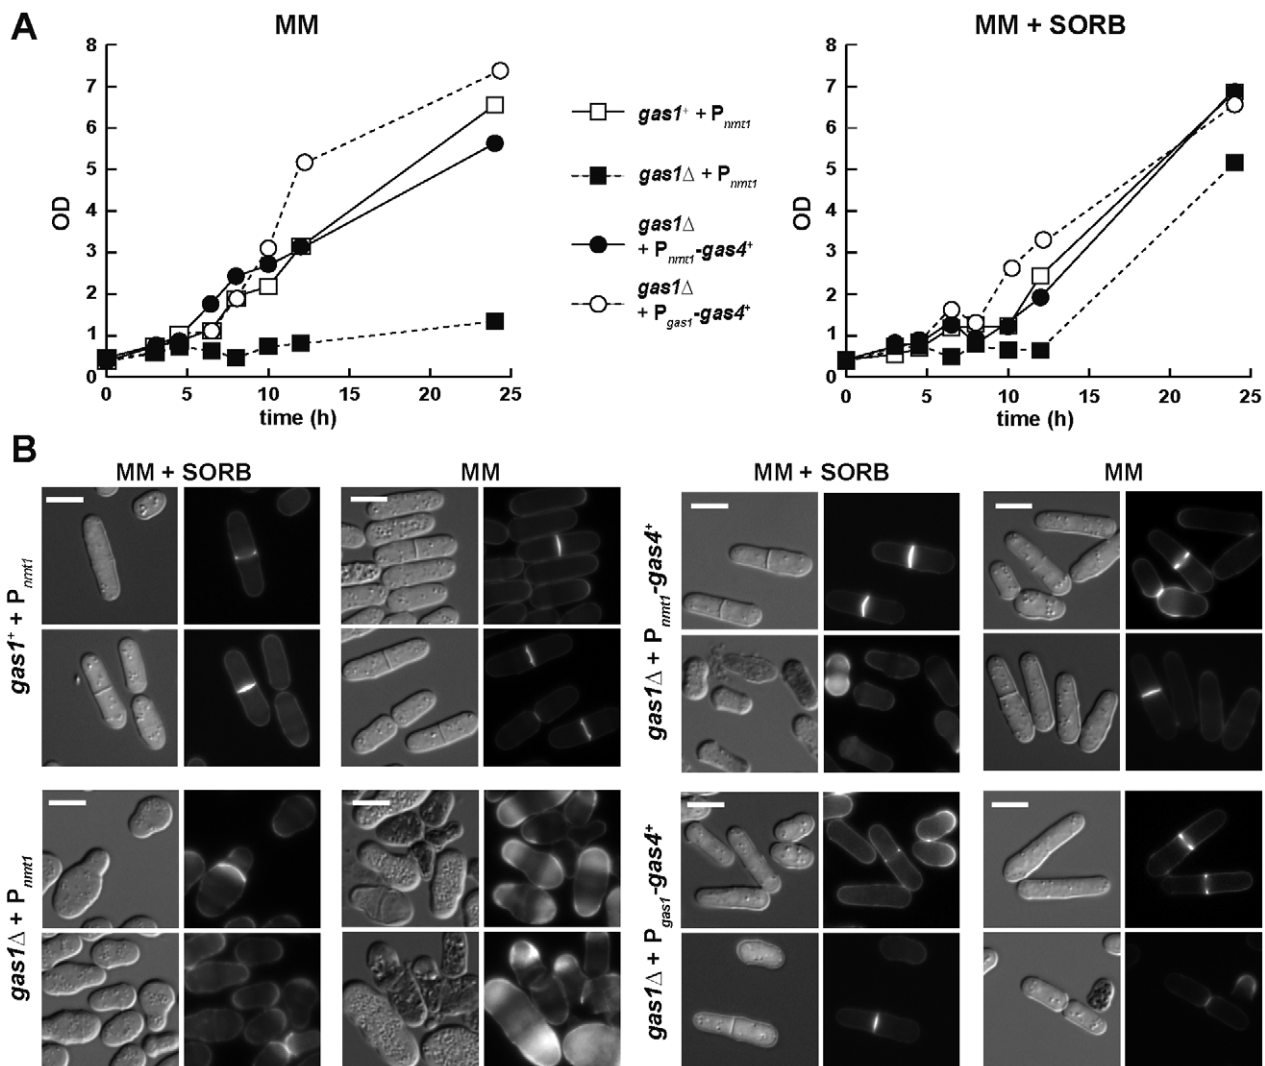 A
MM
8
7
6
5
4
3
2
1
0
OD
0 5 10 15 20 25
time (h)
gas1⁺ + Pnmt1
gas1Δ + Pnmt1
gas1Δ
+ Pnmt1-gas4⁺
gas1Δ
+ Pgas1-gas4⁺
MM + SORB
8
7
6
5
4
3
2
1
0
OD
0 5 10 15 20 25
time (h)
B
MM + SORB MM
gas1⁺ + Pnmt1
gas1Δ + Pnmt1
MM + SORB MM
gas1Δ + Pnmt1-gas4⁺
gas1Δ + Pgas1-gas4⁺